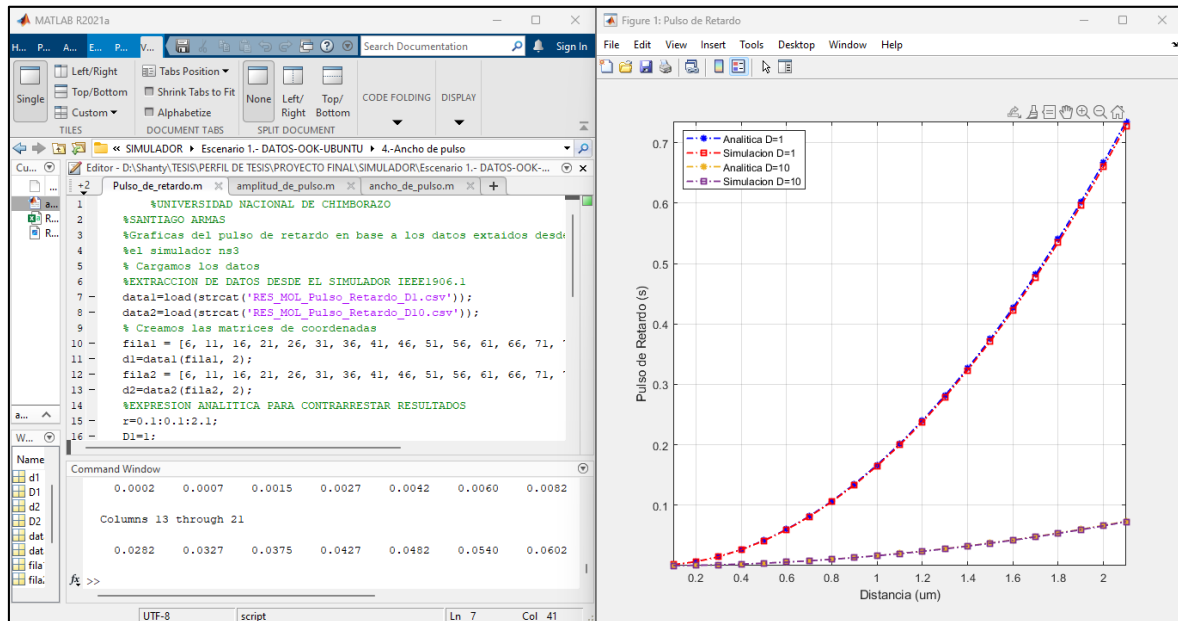 MATLAB R2021a
H... P... A... E... P... V... Search Documentation Sign In
Single
Left/Right
Top/Bottom
Custom
TILES
Tabs Position
Shrink Tabs to Fit
Alphabetize
DOCUMENT TABS
None
Left/ Right
Top/ Bottom
SPLIT DOCUMENT
CODE FOLDING
DISPLAY
« SIMULADOR ▸ Escenario 1.- DATOS-OOK-UBUNTU ▸ 4.-Ancho de pulso
Cu...
...
a...
R...
R...
Editor - D:\Shanty\TESIS\PERFIL DE TESIS\PROYECTO FINAL\SIMULADOR\Escenario 1.- DATOS-OOK-...
+2 Pulso_de_retardo.m amplitud_de_pulso.m ancho_de_pulso.m +
1 %UNIVERSIDAD NACIONAL DE CHIMBORAZO
2 %SANTIAGO ARMAS
3 %Graficas del pulso de retardo en base a los datos extaidos desde
4 %el simulador ns3
5 % Cargamos los datos
6 %EXTRACCION DE DATOS DESDE EL SIMULADOR IEEE1906.1
7 – data1=load(strcat('RES_MOL_Pulso_Retardo_D1.csv'));
8 – data2=load(strcat('RES_MOL_Pulso_Retardo_D10.csv'));
9 % Creamos las matrices de coordenadas
10 – fila1 = [6, 11, 16, 21, 26, 31, 36, 41, 46, 51, 56, 61, 66, 71,
11 – d1=data1(fila1, 2);
12 – fila2 = [6, 11, 16, 21, 26, 31, 36, 41, 46, 51, 56, 61, 66, 71,
13 – d2=data2(fila2, 2);
14 %EXPRESION ANALITICA PARA CONTRARRESTAR RESULTADOS
15 – r=0.1:0.1:2.1;
16 – D1=1;
a...
W...
Name
d1
D1
d2
D2
dat
dat
fila
fila
Command Window
0.0002 0.0007 0.0015 0.0027 0.0042 0.0060 0.0082
Columns 13 through 21
0.0282 0.0327 0.0375 0.0427 0.0482 0.0540 0.0602
fx >>
UTF-8 script Ln 7 Col 41
Figure 1: Pulso de Retardo
File Edit View Insert Tools Desktop Window Help
Analitica D=1
Simulacion D=1
Analitica D=10
Simulacion D=10
0.7
0.6
0.5
0.4
0.3
0.2
0.1
Pulso de Retardo (s)
0.2 0.4 0.6 0.8 1 1.2 1.4 1.6 1.8 2
Distancia (um)